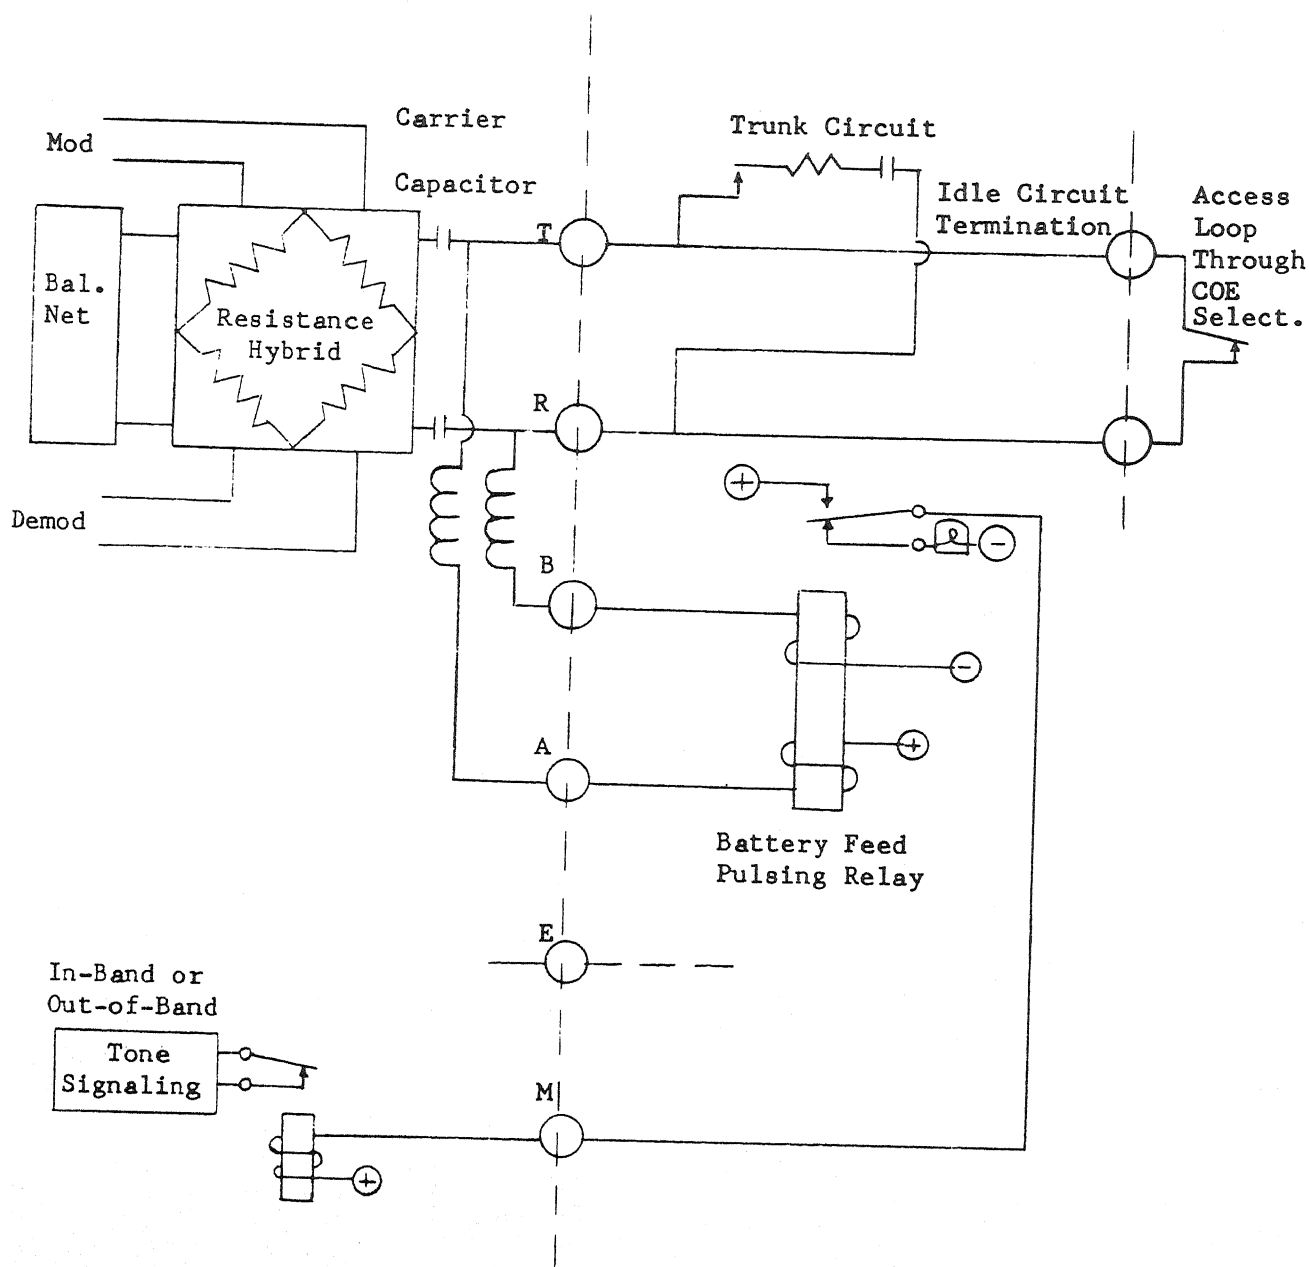 Carrier
Capacitor
Mod
Trunk Circuit
Idle Circuit
Termination
Access
Loop
Through
COE
Select.
T
Bal.
Net
Resistance
Hybrid
R
Demod
+
-
B
-
A
+
Battery Feed
Pulsing Relay
E
In-Band or
Out-of-Band
Tone
Signaling
M
+